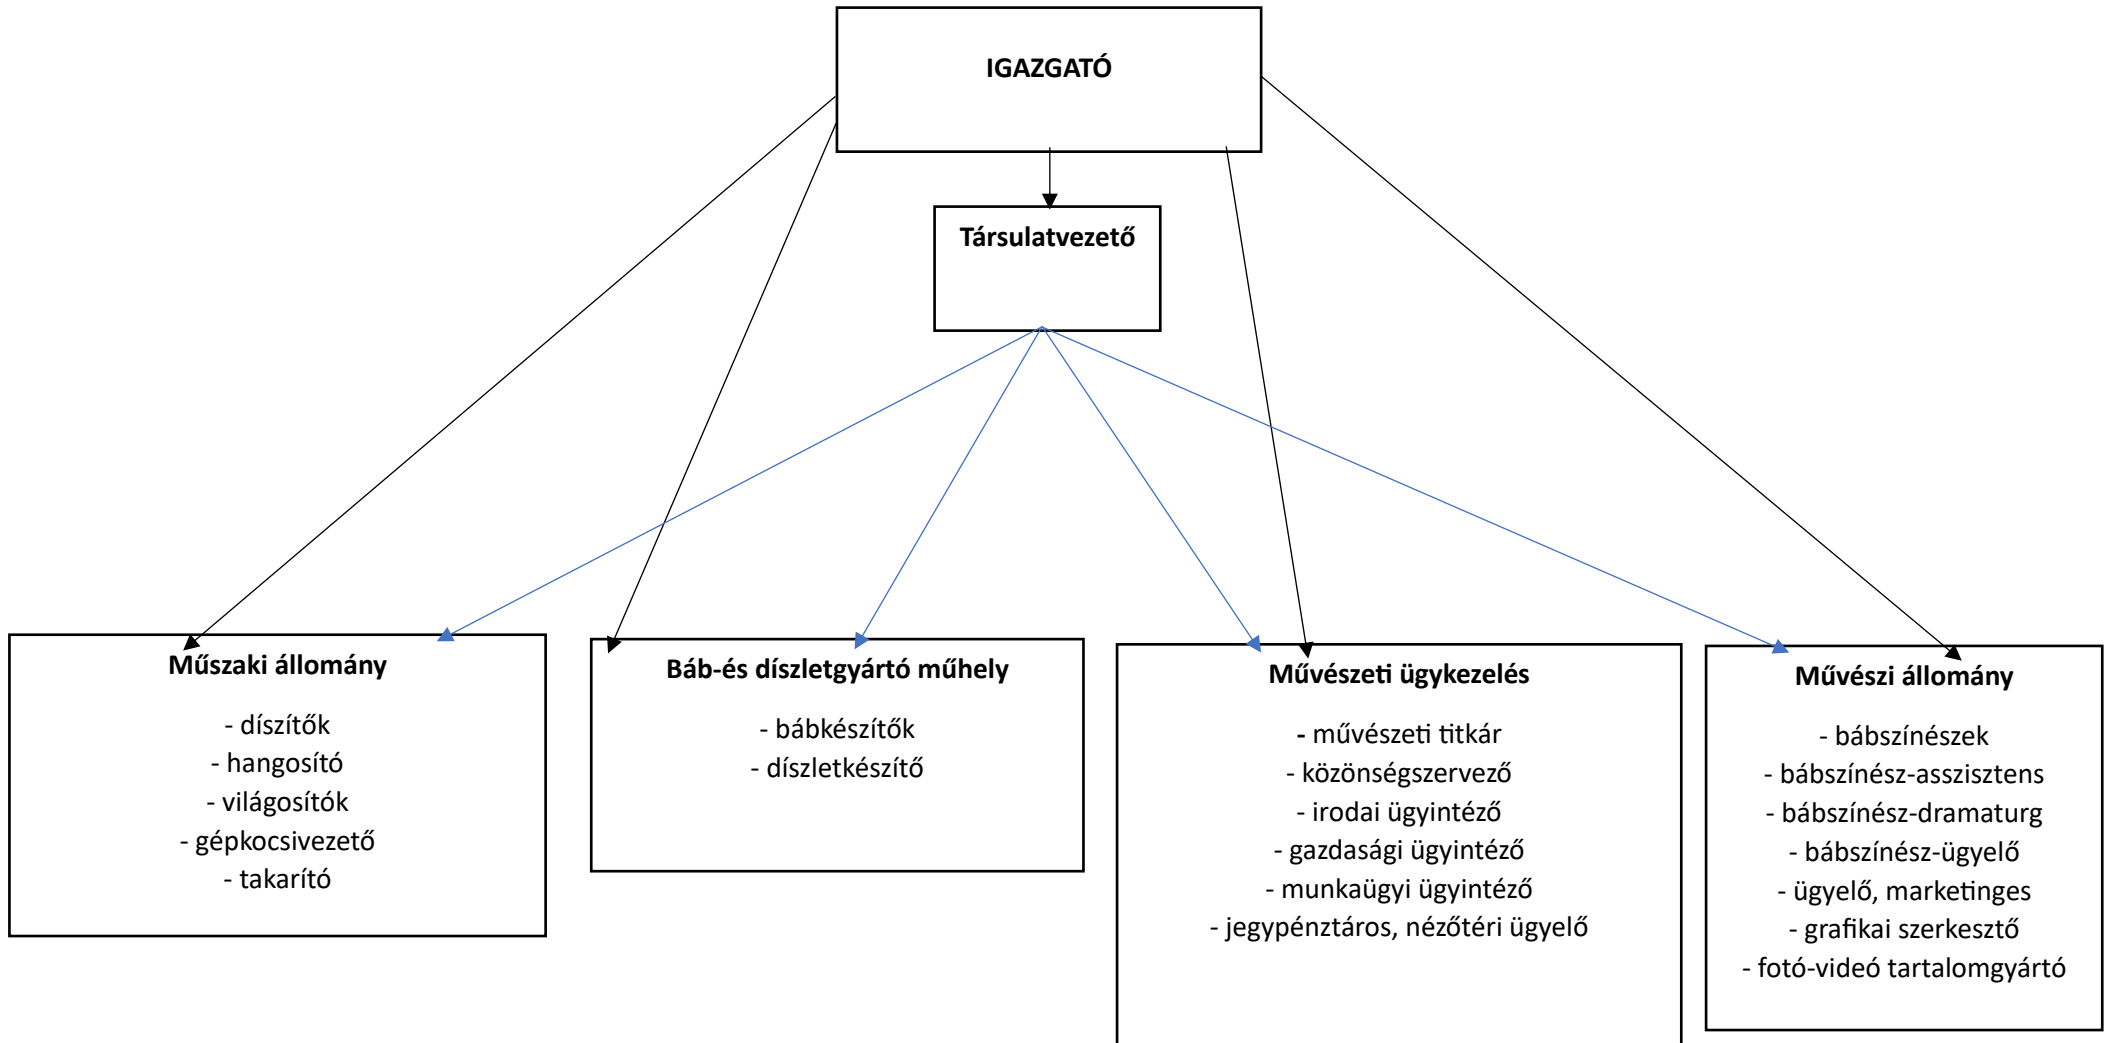 IGAZGATÓ
Társulatvezető
Műszaki állomány
- díszítők
- hangosító
- világosítók
- gépkocsivezető
- takarító
Báb-és díszletgyártó műhely
- bábkészítők
- díszletkészítő
Művészeti ügykezelés
- művészeti titkár
- közönségszervező
- irodai ügyintéző
- gazdasági ügyintéző
- munkaügyi ügyintéző
- jegypénztáros, nézőtéri ügyelő
Művészi állomány
- bábszínészek
- bábszínész-asszisztens
- bábszínész-dramaturg
- bábszínész-ügyelő
- ügyelő, marketinges
- grafikai szerkesztő
- fotó-videó tartalomgyártó